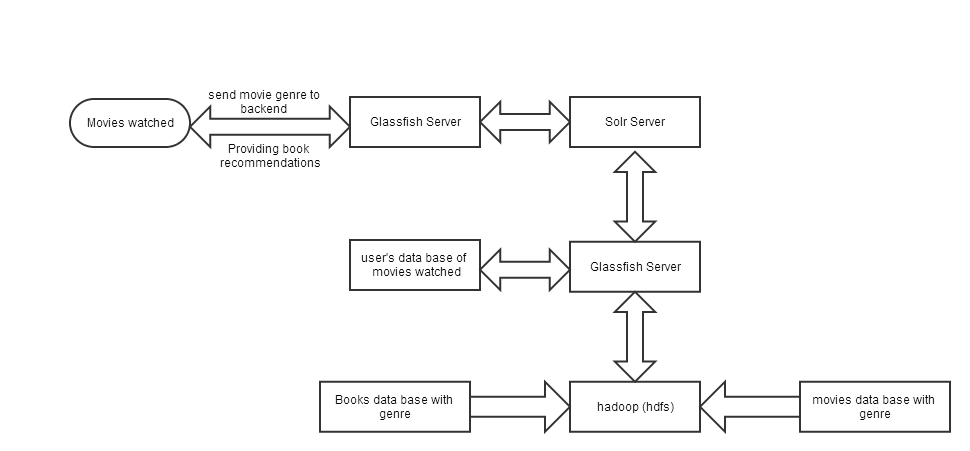 send movie genre to
backend
Movies watched
Providing book
recommendations
Glassfish Server
Solr Server
user's data base of
movies watched
Glassfish Server
Books data base with
genre
hadoop (hdfs)
movies data base with
genre